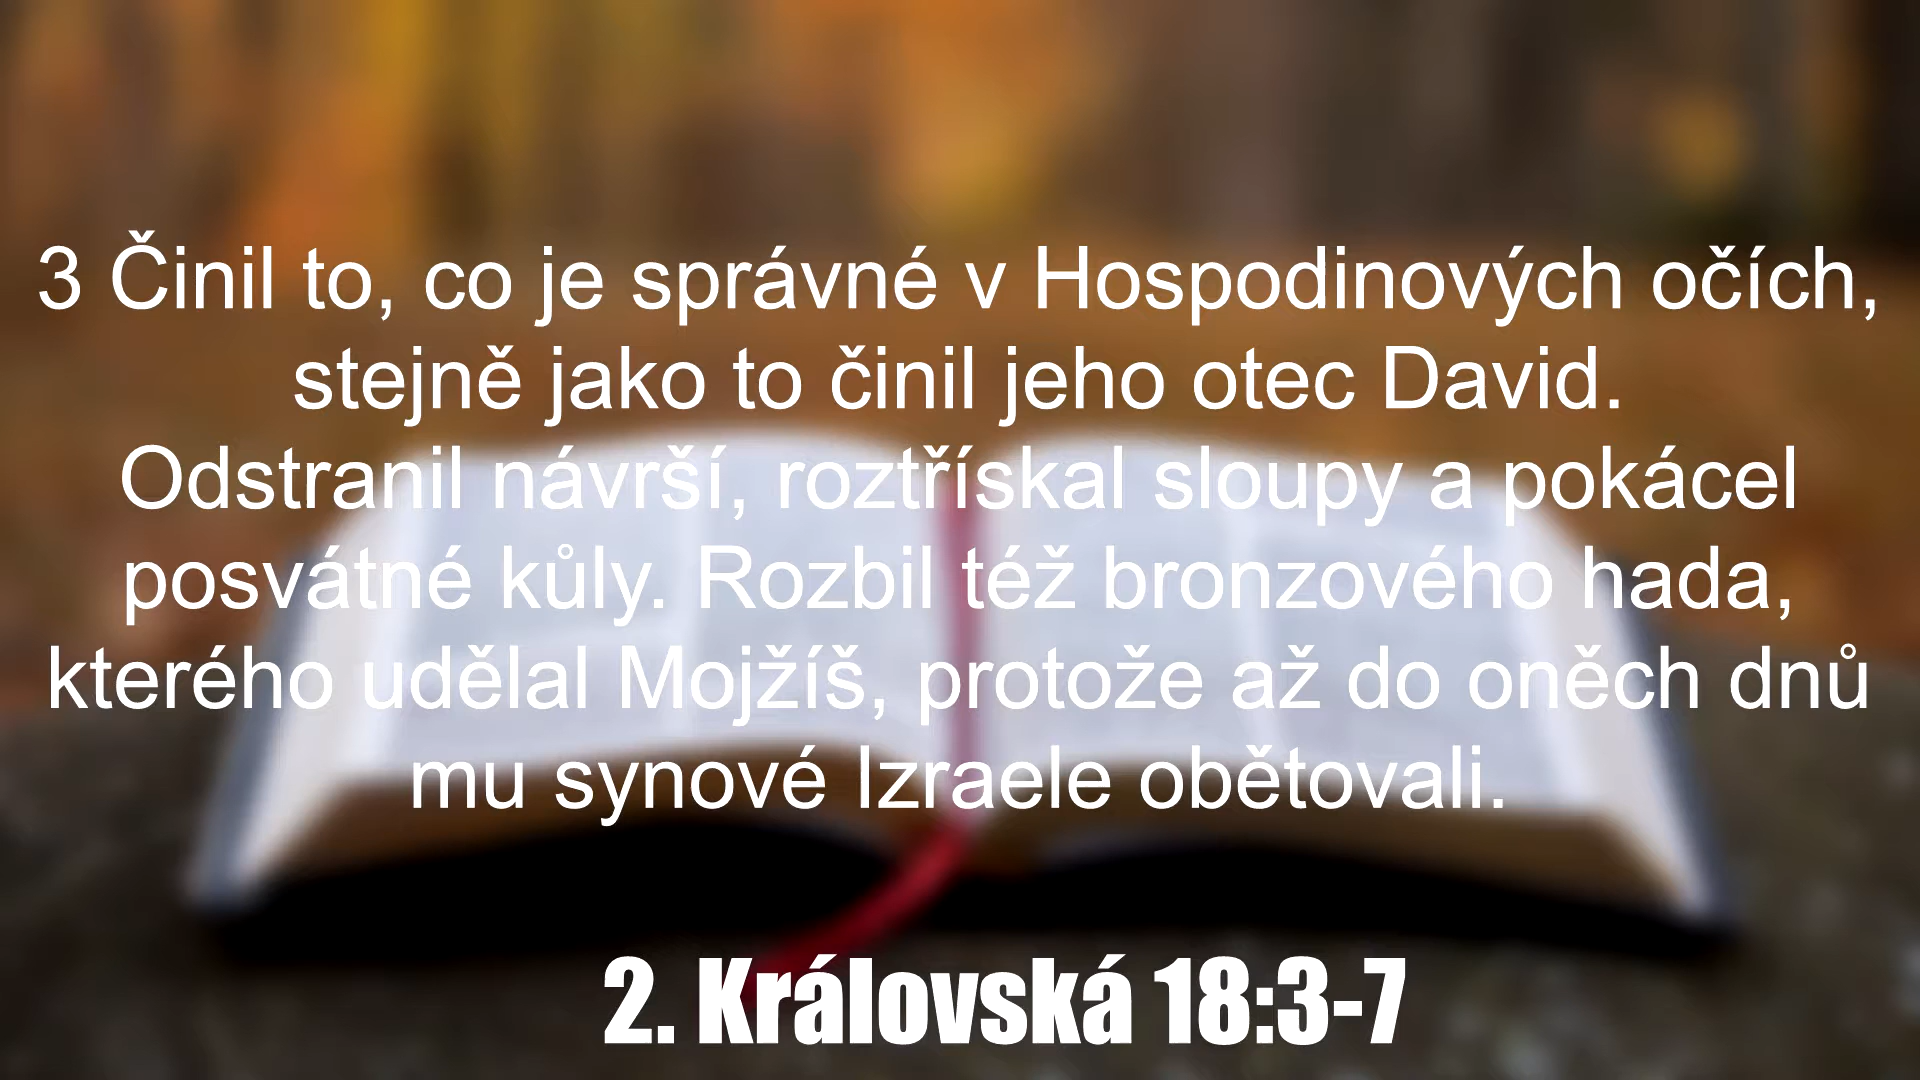 3 Činil to, co je správné v Hospodinových očích,
stejně jako to činil jeho otec David.
Odstranil návrší, roztřískal sloupy a pokácel
posvátné kůly. Rozbil též bronzového hada,
kterého udělal Mojžíš, protože až do oněch dnů
mu synové Izraele obětovali.
2. Královská 18:3-7